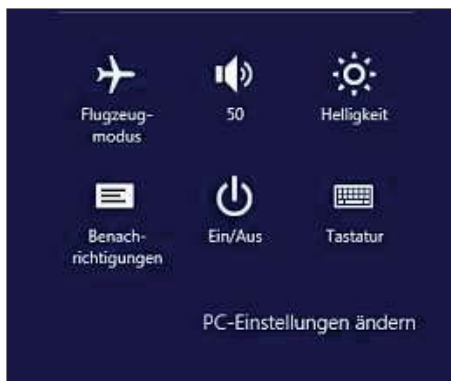 Flugzeug-
modus
50
Helligkeit
Benach-
richtigungen
Ein/Aus
Tastatur
PC-Einstellungen ändern